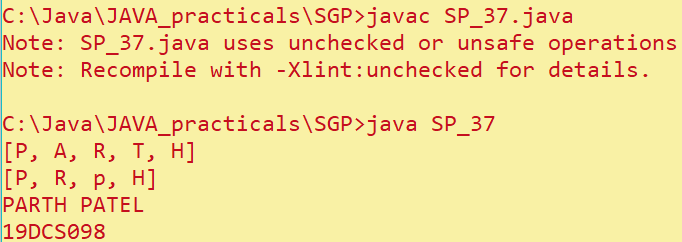 C:\Java\JAVA_practicals\SGP>javac SP_37.java
Note: SP_37.java uses unchecked or unsafe operations
Note: Recompile with -Xlint:unchecked for details.
C:\Java\JAVA_practicals\SGP>java SP_37
[P, A, R, T, H]
[P, R, p, H]
PARTH PATEL
19DCS098